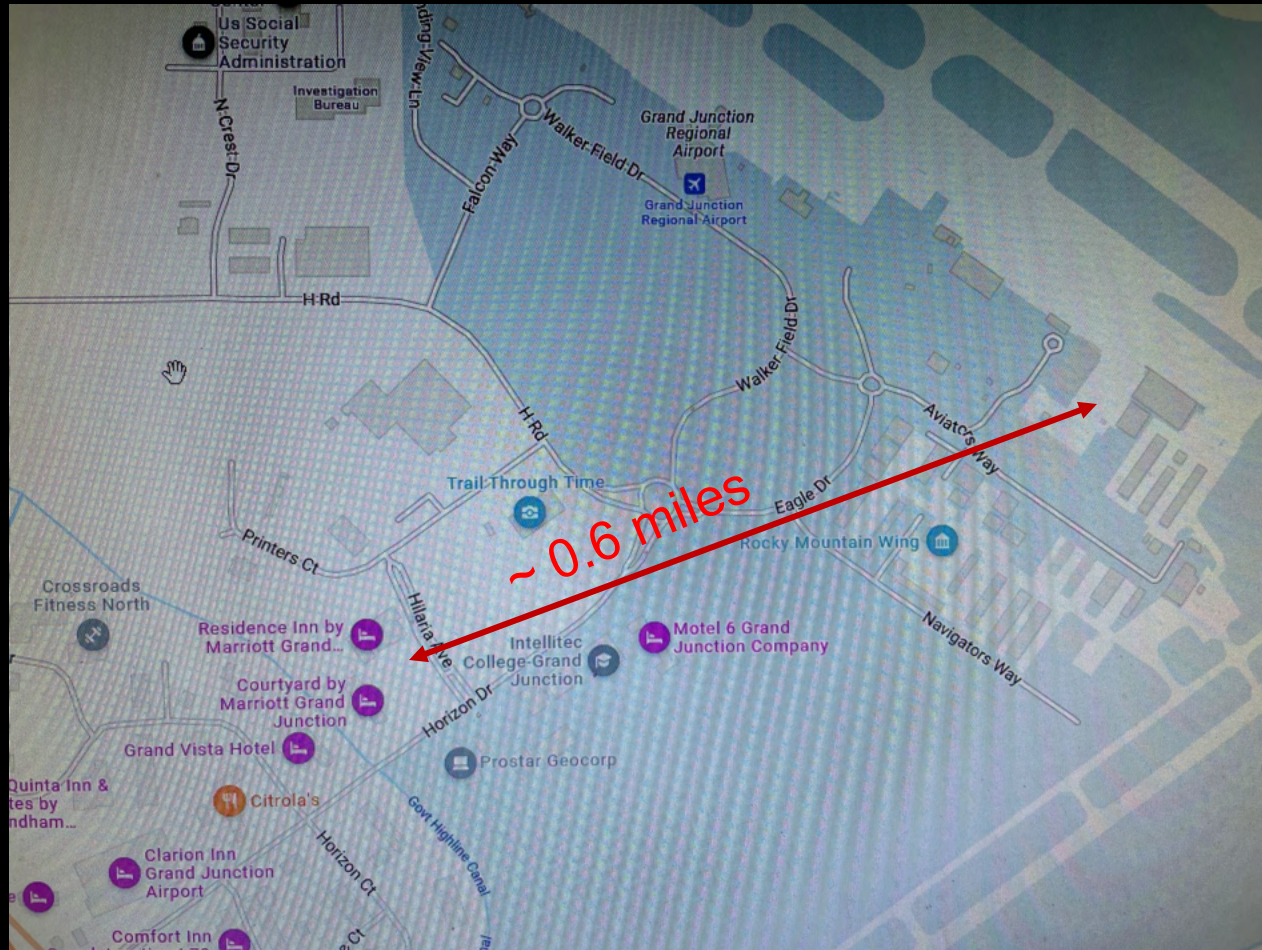 Us Social
Security
Administration
Investigation
Bureau
N Crest Dr
Falcon Way
Walker Field Dr
Grand Junction
Regional
Airport
Grand Junction
Regional Airport
H Rd
Walker Field Dr
H Rd
Aviators Way
Trail Through Time
~ 0.6 miles
Eagle Dr
Rocky Mountain Wing
Printers Ct
Crossroads
Fitness North
Hilaria Ave
Residence Inn by
Marriott Grand...
Intellitec
College-Grand
Junction
Motel 6 Grand
Junction Company
Navigators Way
Courtyard by
Marriott Grand
Junction
Horizon Dr
Grand Vista Hotel
Prostar Geocorp
Quinta Inn &
Citrola's
Govt Highline Canal
Horizon Ct
Clarion Inn
Grand Junction
Airport
Comfort Inn